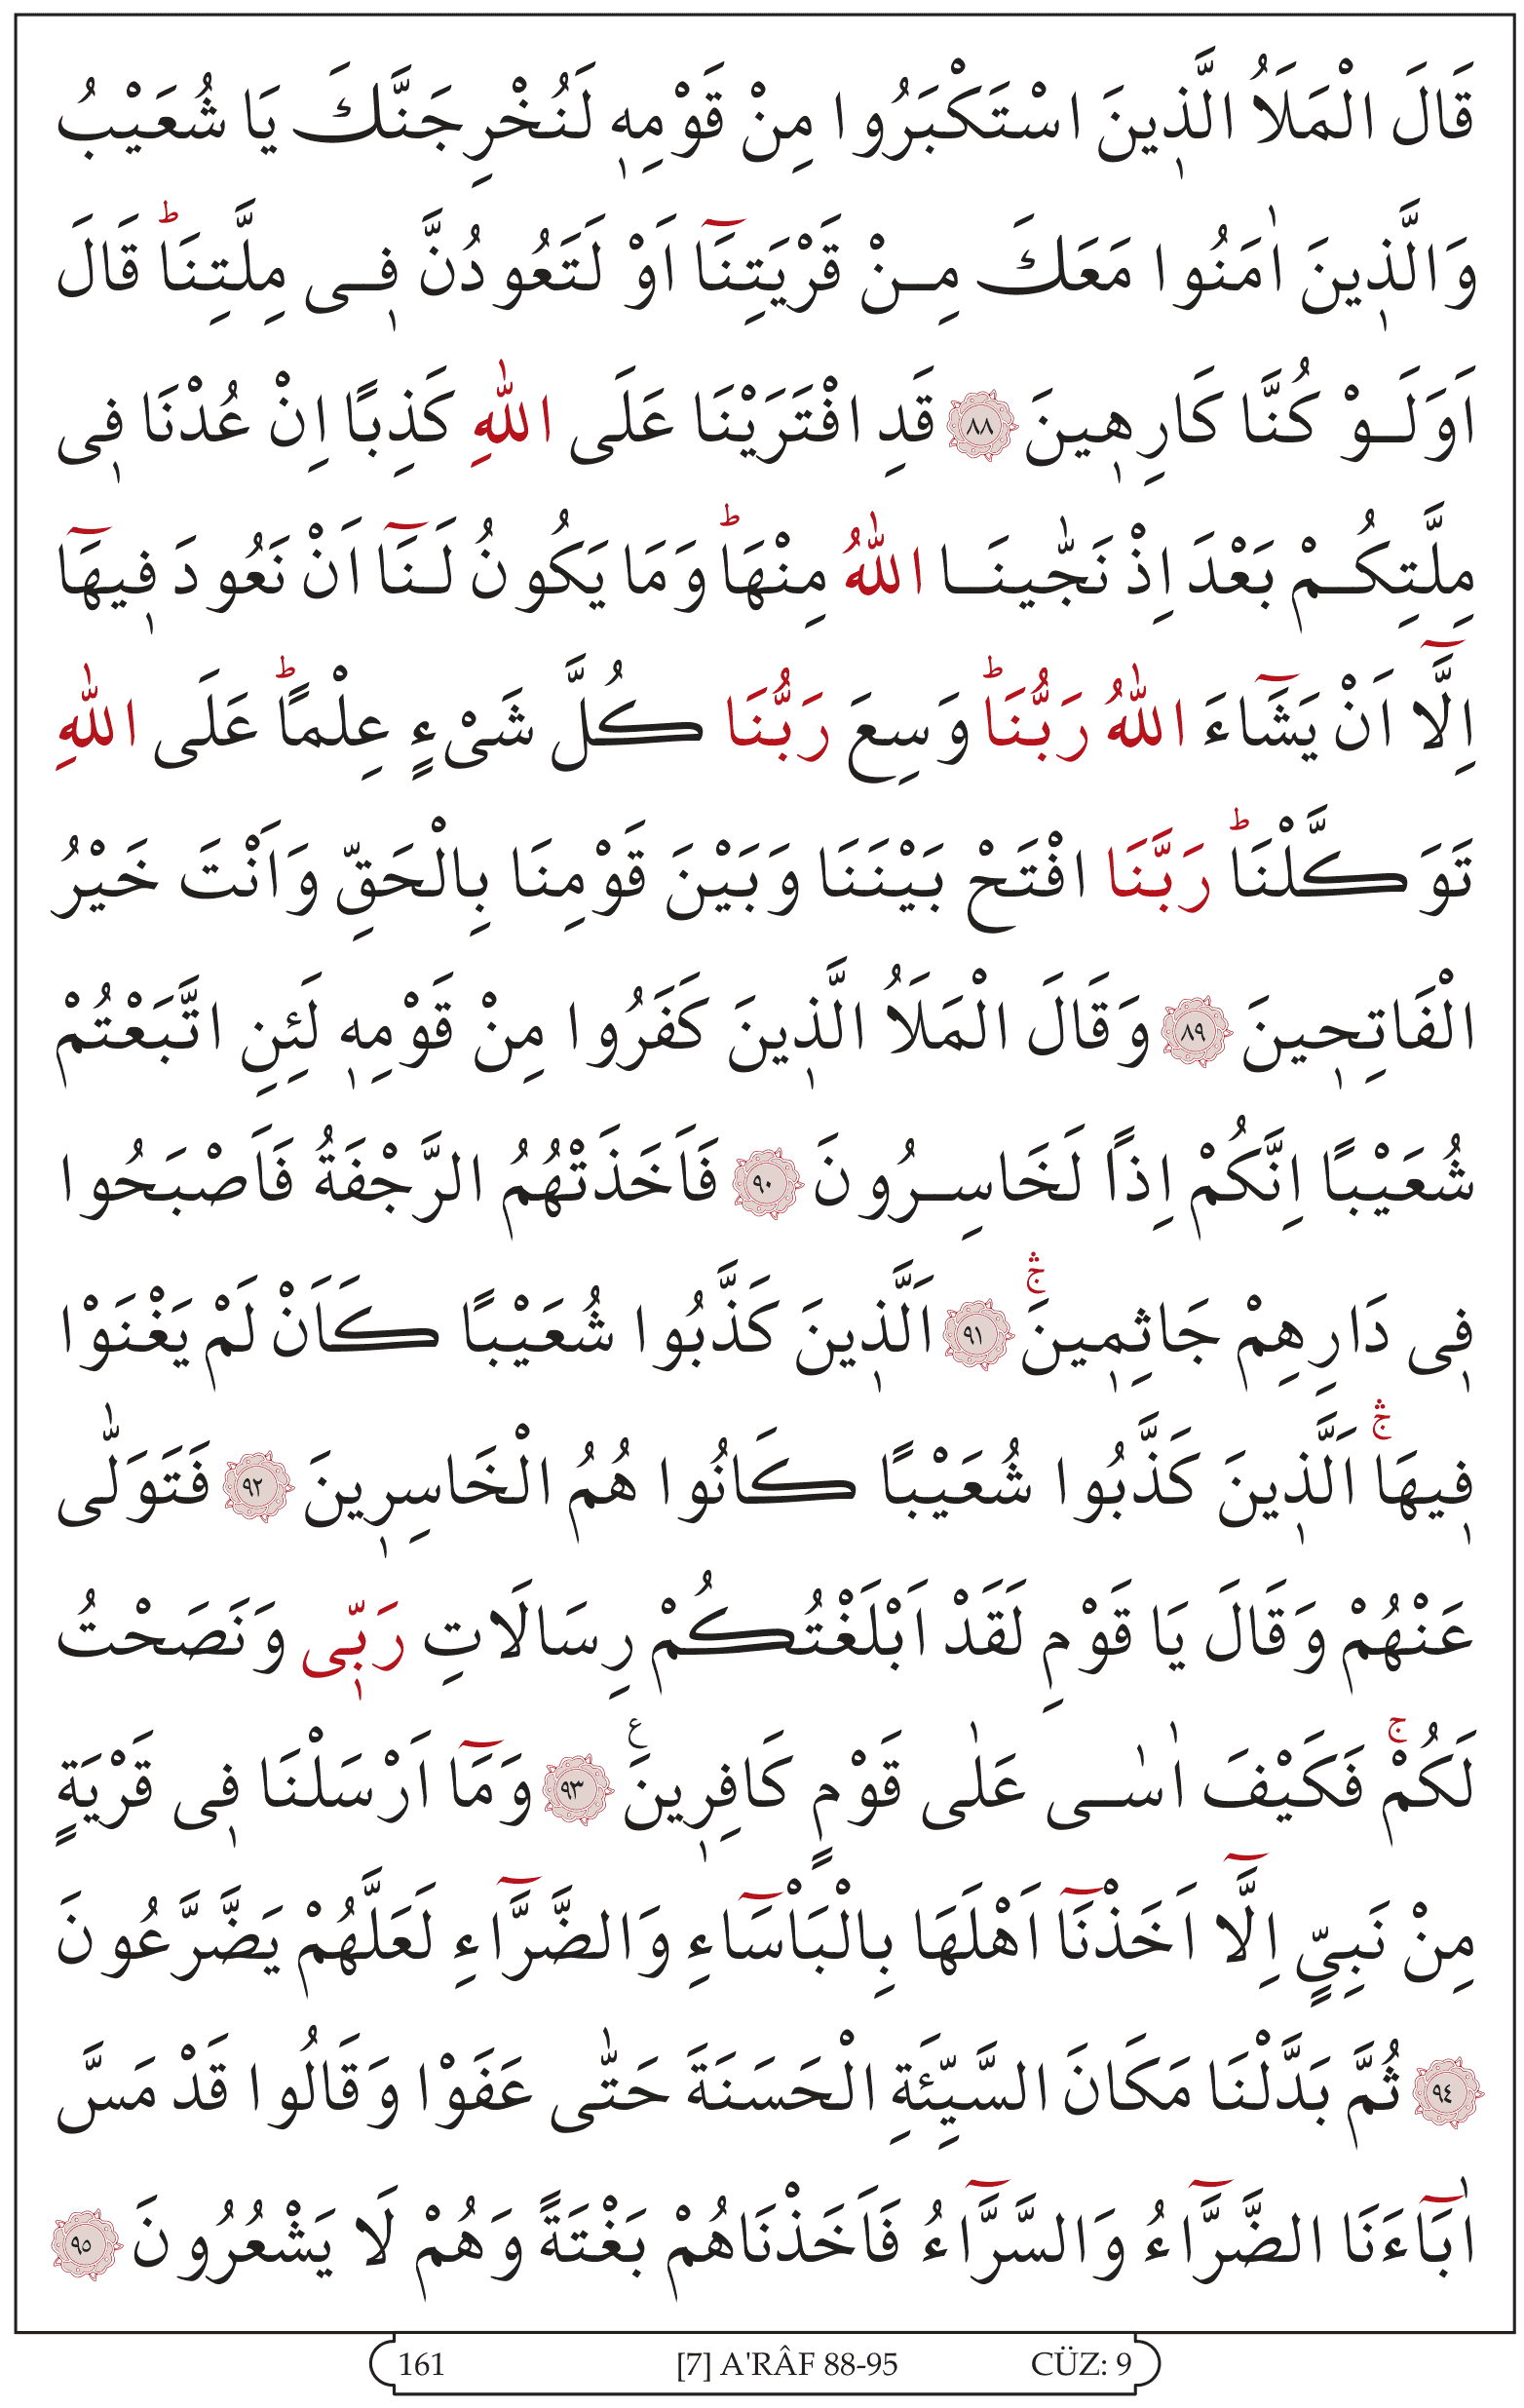 قَالَ الْمَلَاُ الَّذ۪ينَ اسْتَكْبَرُوا مِنْ قَوْمِه۪ لَنُخْرِجَنَّكَ يَا شُعَيْبُ
وَالَّذ۪ينَ اٰمَنُوا مَعَكَ مِنْ قَرْيَتِنَٓا اَوْ لَتَعُودُنَّ ف۪ى مِلَّتِنَاۜ قَالَ
اَوَلَوْ كُنَّا كَارِه۪ينَ ﴿٨٨﴾ قَدِ افْتَرَيْنَا عَلَى اللّٰهِ كَذِبًا اِنْ عُدْنَا ف۪ى
مِلَّتِكُمْ بَعْدَ اِذْ نَجّٰينَا اللّٰهُ مِنْهَاۜ وَمَا يَكُونُ لَنَٓا اَنْ نَعُودَ ف۪يهَٓا
اِلَّٓا اَنْ يَشَٓاءَ اللّٰهُ رَبُّنَاۜ وَسِعَ رَبُّنَا كُلَّ شَىْءٍ عِلْمًاۜ عَلَى اللّٰهِ
تَوَكَّلْنَاۜ رَبَّنَا افْتَحْ بَيْنَنَا وَبَيْنَ قَوْمِنَا بِالْحَقِّ وَاَنْتَ خَيْرُ
الْفَاتِح۪ينَ ﴿٨٩﴾ وَقَالَ الْمَلَاُ الَّذ۪ينَ كَفَرُوا مِنْ قَوْمِه۪ لَئِنِ اتَّبَعْتُمْ
شُعَيْبًا اِنَّكُمْ اِذًا لَخَاسِرُونَ ﴿٩٠﴾ فَاَخَذَتْهُمُ الرَّجْفَةُ فَاَصْبَحُوا
ف۪ى دَارِهِمْ جَاثِم۪ينَۚۛ ﴿٩١﴾ اَلَّذ۪ينَ كَذَّبُوا شُعَيْبًا كَاَنْ لَمْ يَغْنَوْا
ف۪يهَاۚۛ اَلَّذ۪ينَ كَذَّبُوا شُعَيْبًا كَانُوا هُمُ الْخَاسِر۪ينَ ﴿٩٢﴾ فَتَوَلّٰى
عَنْهُمْ وَقَالَ يَا قَوْمِ لَقَدْ اَبْلَغْتُكُمْ رِسَالَاتِ رَبّ۪ى وَنَصَحْتُ
لَكُمْۚ فَكَيْفَ اٰسٰى عَلٰى قَوْمٍ كَافِر۪ينَ۟ ﴿٩٣﴾ وَمَٓا اَرْسَلْنَا ف۪ى قَرْيَةٍ
مِنْ نَبِيٍّ اِلَّٓا اَخَذْنَٓا اَهْلَهَا بِالْبَاْسَٓاءِ وَالضَّرَّٓاءِ لَعَلَّهُمْ يَضَّرَّعُونَ
﴿٩٤﴾ ثُمَّ بَدَّلْنَا مَكَانَ السَّيِّئَةِ الْحَسَنَةَ حَتّٰى عَفَوْا وَقَالُوا قَدْ مَسَّ
اٰبَٓاءَنَا الضَّرَّٓاءُ وَالسَّرَّٓاءُ فَاَخَذْنَاهُمْ بَغْتَةً وَهُمْ لَا يَشْعُرُونَ ﴿٩٥﴾
161 [7] A'RÂF 88-95 CÜZ: 9